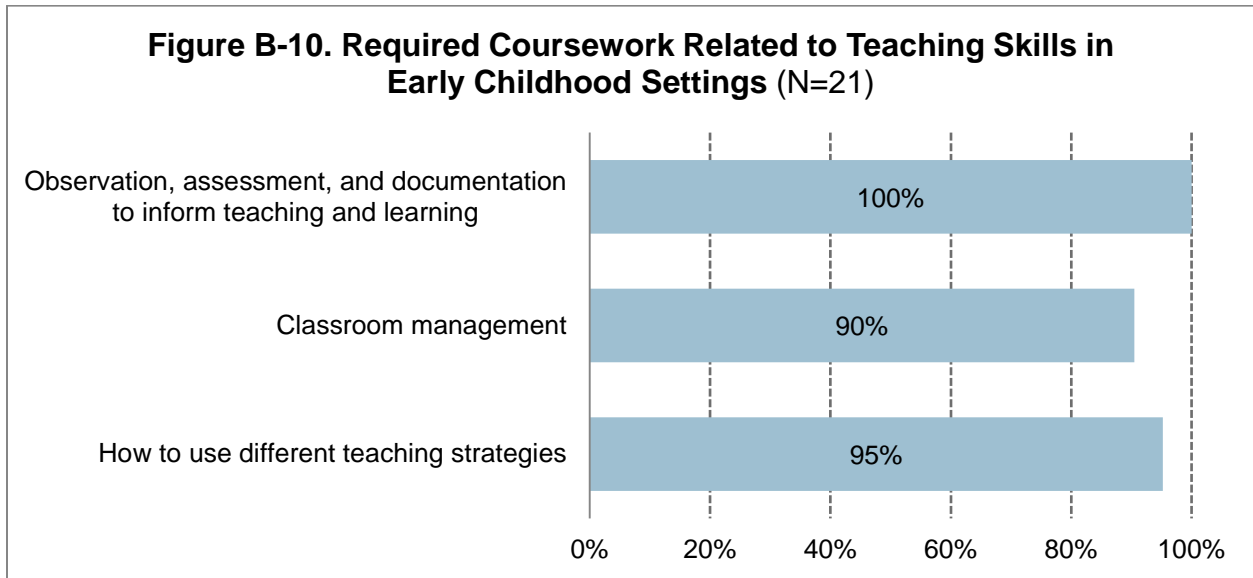 Figure B-10. Required Coursework Related to Teaching Skills in
Early Childhood Settings (N=21)
Observation, assessment, and documentation
to inform teaching and learning
100%
Classroom management
90%
How to use different teaching strategies
95%
0% 20% 40% 60% 80% 100%